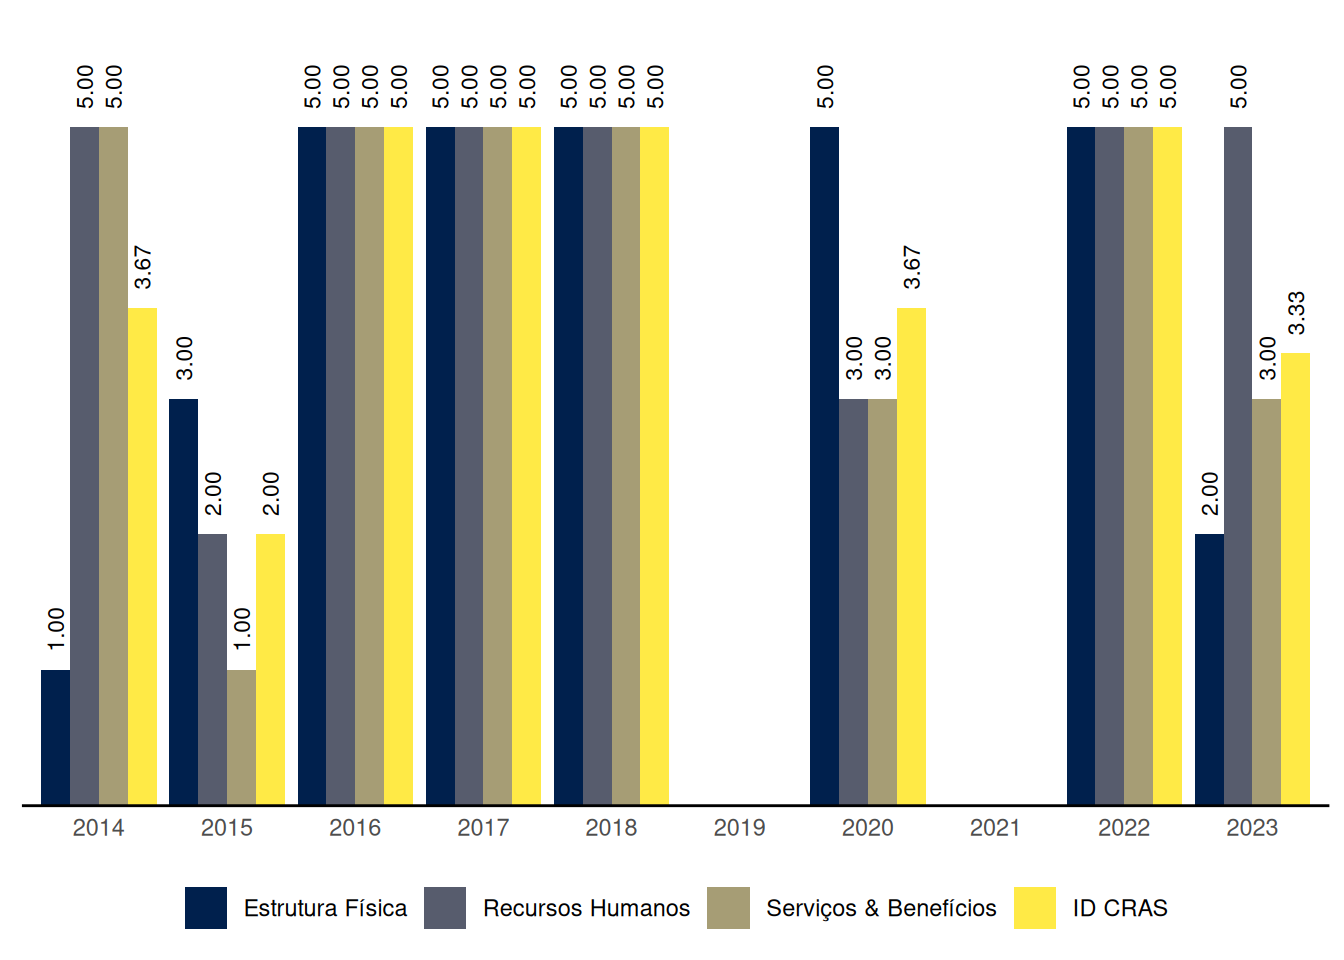 5.00 5.00 5.00 5.00 5.00 5.00 5.00 5.00 5.00 5.00 5.00 5.00 5.00 5.00 5.00 5.00 5.00 5.00 5.00 5.00
3.67 3.67
3.33
3.00 3.00 3.00 3.00
2.00 2.00 2.00
1.00 1.00
2014 2015 2016 2017 2018 2019 2020 2021 2022 2023
Estrutura Física Recursos Humanos Serviços & Benefícios ID CRAS